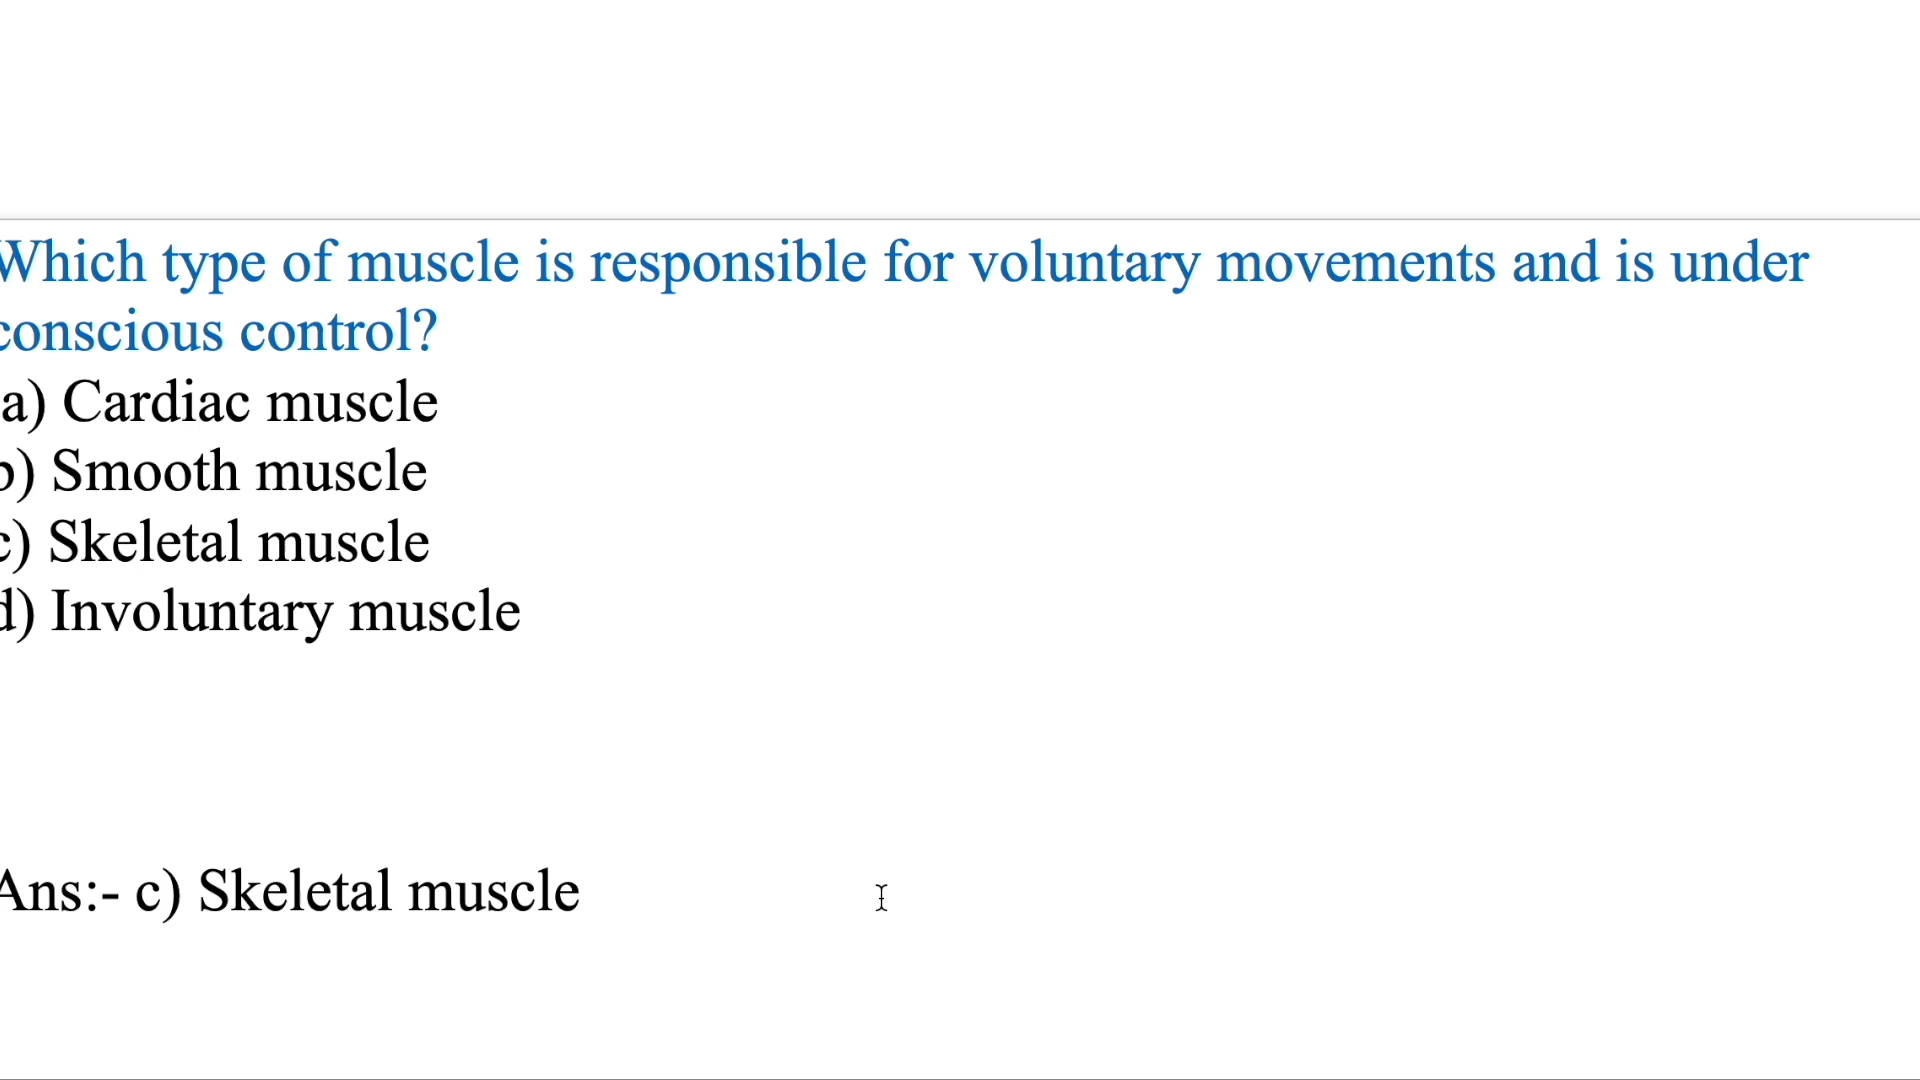 Which type of muscle is responsible for voluntary movements and is under
conscious control?
a) Cardiac muscle
b) Smooth muscle
c) Skeletal muscle
d) Involuntary muscle
Ans:- c) Skeletal muscle